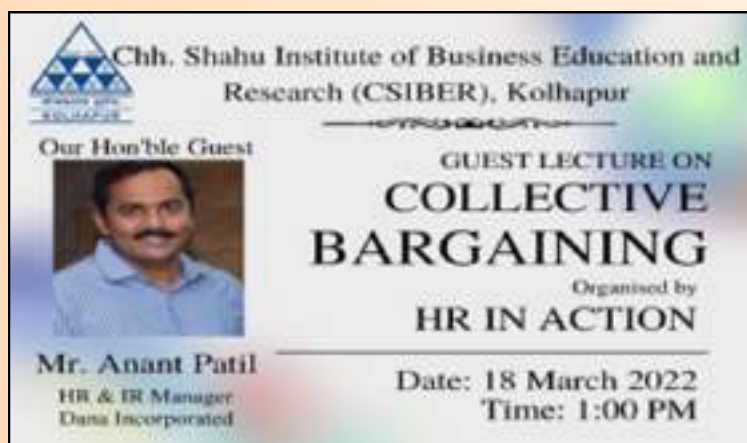 Chh. Shahu Institute of Business Education and
Research (CSIBER), Kolhapur
KOLHAPUR
Our Hon'ble Guest
GUEST LECTURE ON
COLLECTIVE
BARGAINING
Organised by
HR IN ACTION
Mr. Anant Patil
HR & IR Manager
Dana Incorporated
Date: 18 March 2022
Time: 1:00 PM